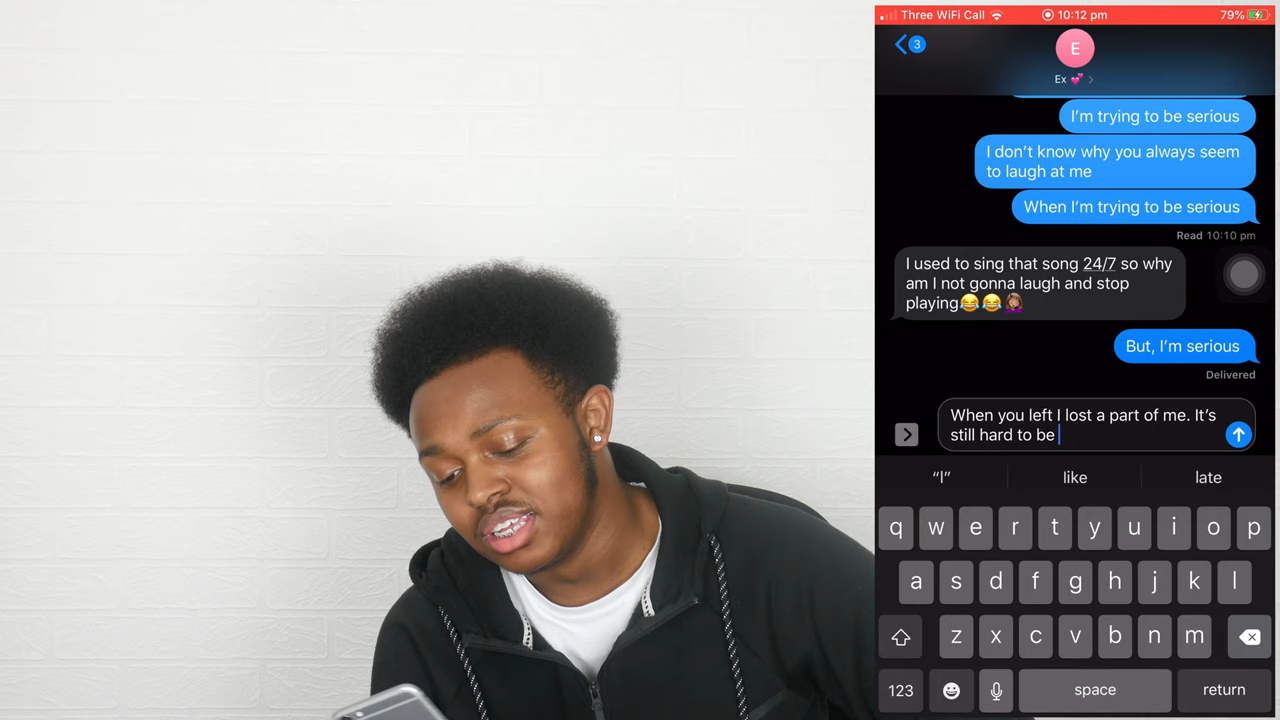 Three WiFi Call
10:12 pm
79%
3
E
Ex 💕 >
I’m trying to be serious
I don’t know why you always seem
to laugh at me
When I’m trying to be serious
Read 10:10 pm
I used to sing that song 24/7 so why
am I not gonna laugh and stop
playing😂😂🤦🏽‍♀️
But, I’m serious
Delivered
When you left I lost a part of me. It’s
still hard to be
“l” like late
q w e r t y u i o p
a s d f g h j k l
z x c v b n m
123 space return